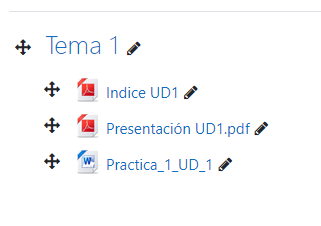 Tema 1
Indice UD1
Presentación UD1.pdf
Practica_1_UD_1